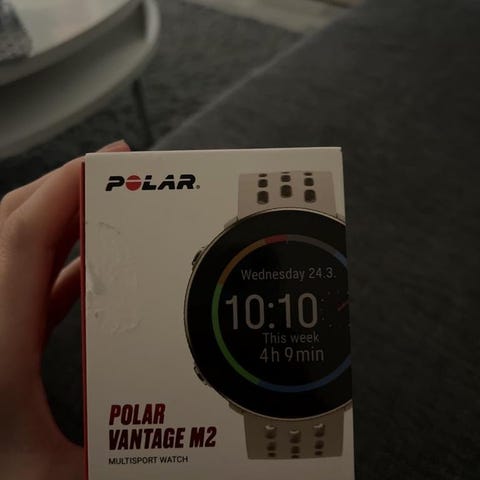 POLAR®
Wednesday 24.3.
10:10
This week
4h 9min
POLAR
VANTAGE M2
MULTISPORT WATCH